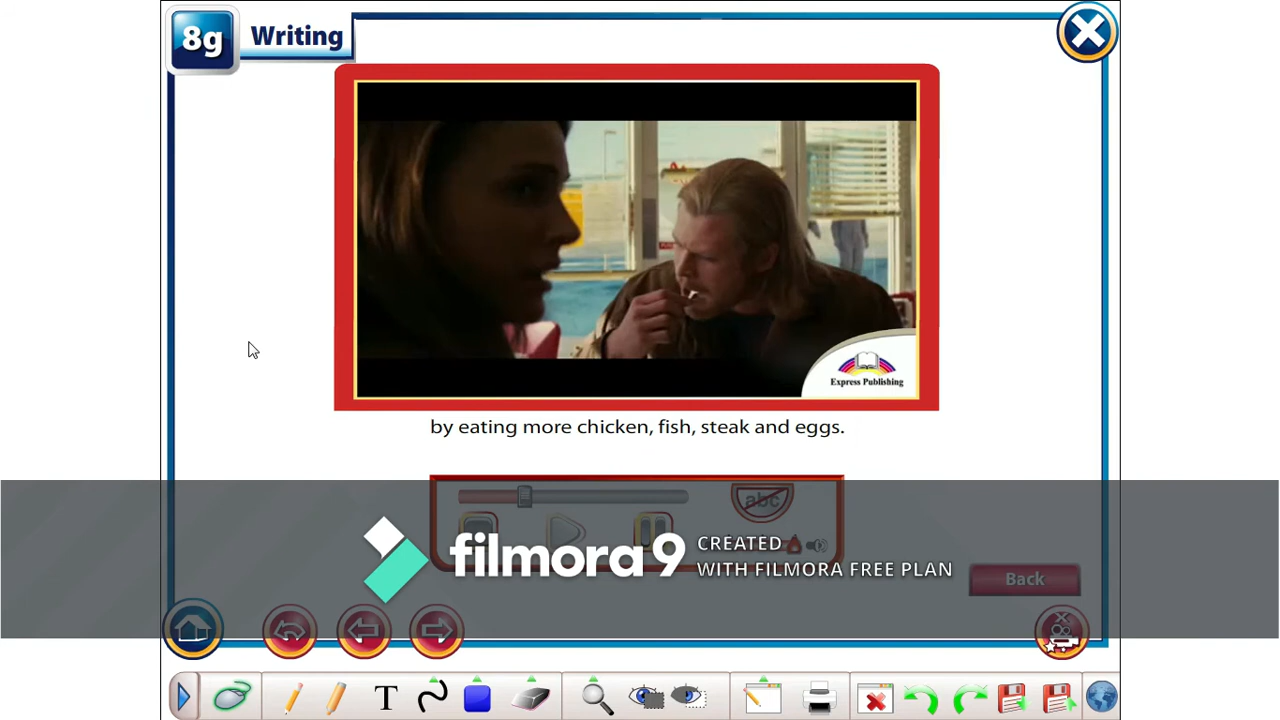 8g Writing
Express Publishing
by eating more chicken, fish, steak and eggs.
abc
filmora9 CREATED
WITH FILMORA FREE PLAN
Back
T